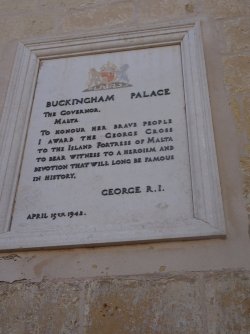 BUCKINGHAM PALACE
THE GOVERNOR,
MALTA
TO HONOUR HER BRAVE PEOPLE
I AWARD THE GEORGE CROSS
TO THE ISLAND FORTRESS OF MALTA
TO BEAR WITNESS TO A HEROISM AND
DEVOTION THAT WILL LONG BE FAMOUS
IN HISTORY.
GEORGE R.I.
APRIL 15TH 1942.